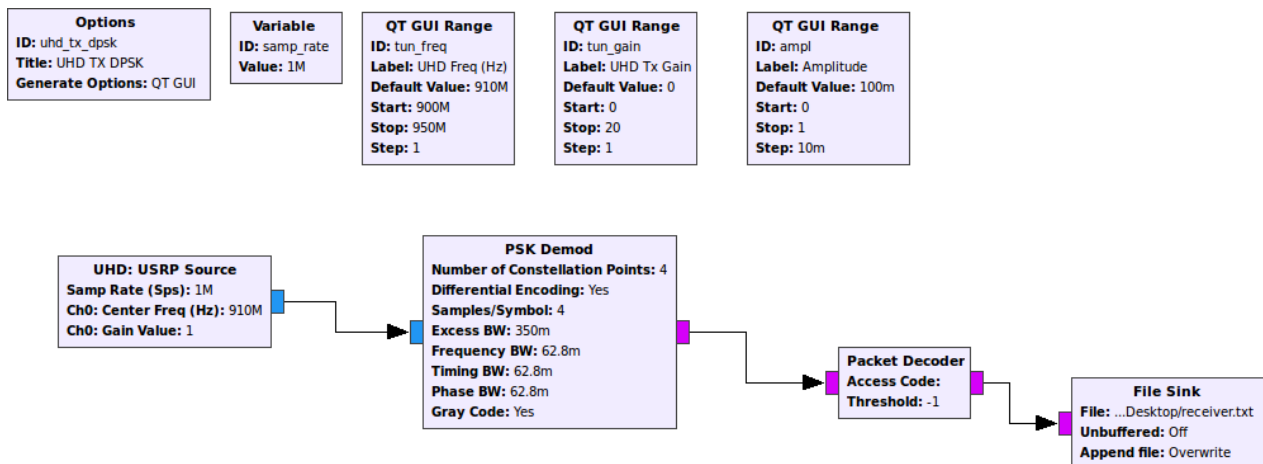 Options
ID: uhd_tx_dpsk
Title: UHD TX DPSK
Generate Options: QT GUI
Variable
ID: samp_rate
Value: 1M
QT GUI Range
ID: tun_freq
Label: UHD Freq (Hz)
Default Value: 910M
Start: 900M
Stop: 950M
Step: 1
QT GUI Range
ID: tun_gain
Label: UHD Tx Gain
Default Value: 0
Start: 0
Stop: 20
Step: 1
QT GUI Range
ID: ampl
Label: Amplitude
Default Value: 100m
Start: 0
Stop: 1
Step: 10m
UHD: USRP Source
Samp Rate (Sps): 1M
Ch0: Center Freq (Hz): 910M
Ch0: Gain Value: 1
PSK Demod
Number of Constellation Points: 4
Differential Encoding: Yes
Samples/Symbol: 4
Excess BW: 350m
Frequency BW: 62.8m
Timing BW: 62.8m
Phase BW: 62.8m
Gray Code: Yes
Packet Decoder
Access Code:
Threshold: -1
File Sink
File: ...Desktop/receiver.txt
Unbuffered: Off
Append file: Overwrite